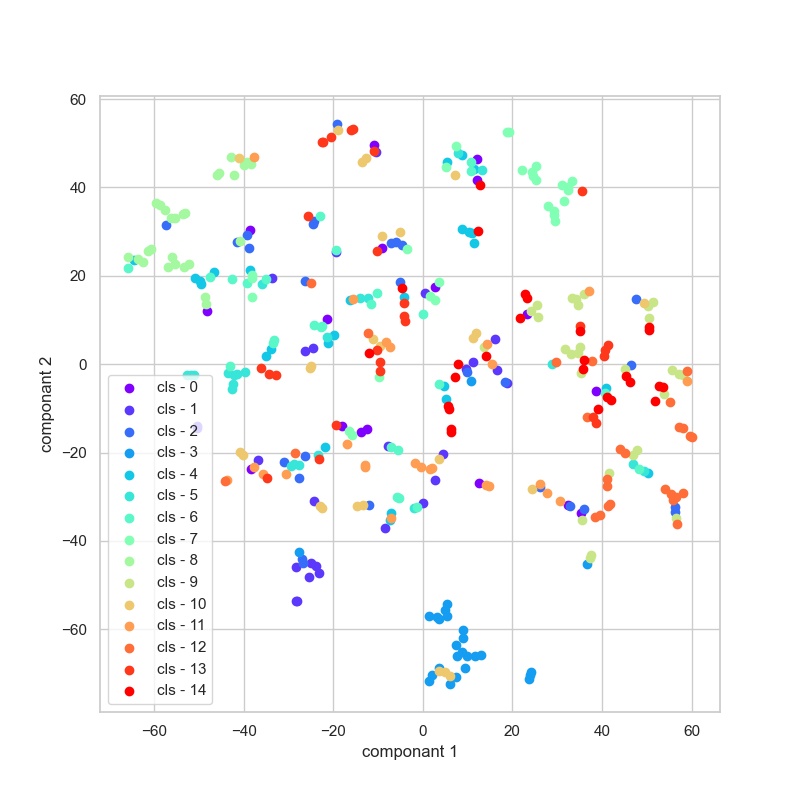 60
40
20
0
−20
−40
−60
−60
−40
−20
0
20
40
60
componant 1
componant 2
cls - 0
cls - 1
cls - 2
cls - 3
cls - 4
cls - 5
cls - 6
cls - 7
cls - 8
cls - 9
cls - 10
cls - 11
cls - 12
cls - 13
cls - 14